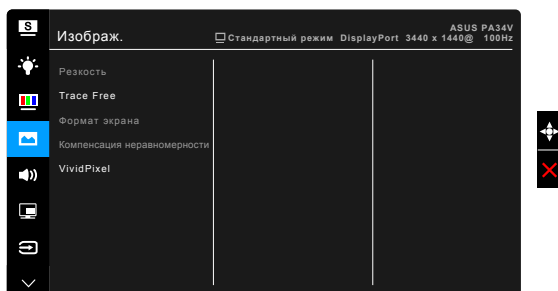 S
Изображ.
Стандартный режим DisplayPort 3440 x 1440@ 100Hz
ASUS PA34V
Резкость
Trace Free
Формат экрана
Компенсация неравномерности
VividPixel